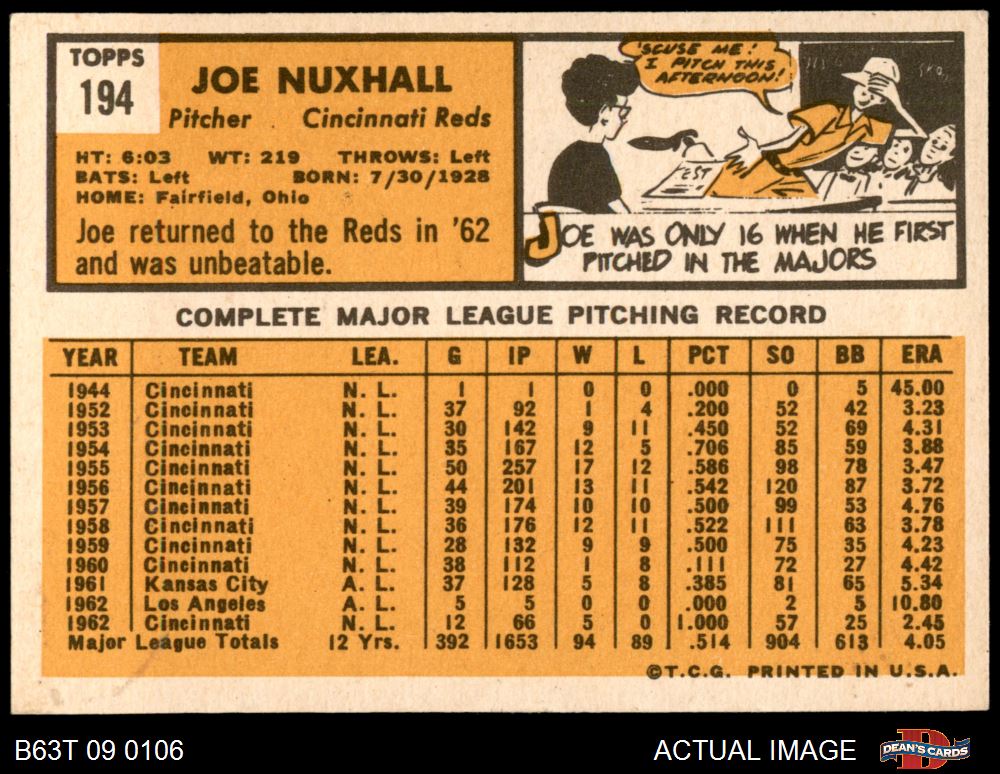 TOPPS
194
JOE NUXHALL
Pitcher Cincinnati Reds
HT: 6:03 WT: 219 THROWS: Left
BATS: Left BORN: 7/30/1928
HOME: Fairfield, Ohio
Joe returned to the Reds in '62
and was unbeatable.
'SCUSE ME!
I PITCH THIS
AFTERNOON!
TEST
JOE WAS ONLY 16 WHEN HE FIRST
PITCHED IN THE MAJORS
COMPLETE MAJOR LEAGUE PITCHING RECORD
YEAR TEAM LEA. G IP W L PCT SO BB ERA
1944 Cincinnati N. L. 1 1 0 0 .000 0 5 45.00
1952 Cincinnati N. L. 37 92 1 4 .200 52 42 3.23
1953 Cincinnati N. L. 30 142 9 11 .450 52 69 4.31
1954 Cincinnati N. L. 35 167 12 5 .706 85 59 3.88
1955 Cincinnati N. L. 50 257 17 12 .586 98 78 3.47
1956 Cincinnati N. L. 44 201 13 11 .542 120 87 3.72
1957 Cincinnati N. L. 39 174 10 10 .500 99 53 4.76
1958 Cincinnati N. L. 36 176 12 11 .522 111 63 3.78
1959 Cincinnati N. L. 28 132 9 9 .500 75 35 4.23
1960 Cincinnati N. L. 38 112 1 8 .111 72 27 4.42
1961 Kansas City A. L. 37 128 5 8 .385 81 65 5.34
1962 Los Angeles A. L. 5 5 0 0 .000 2 5 10.80
1962 Cincinnati N. L. 12 66 5 0 1.000 57 25 2.45
Major League Totals 12 Yrs. 392 1653 94 89 .514 904 613 4.05
©T.C.G. PRINTED IN U.S.A.
B63T 09 0106 ACTUAL IMAGE DEAN'S CARDS